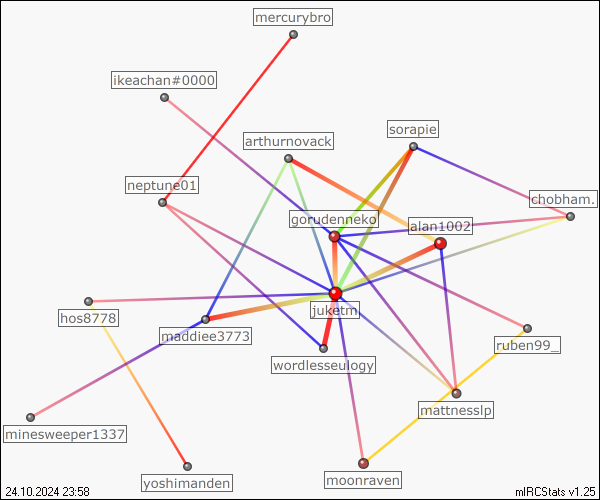 mercurybro
ikeachan#0000
sorapie
arthurnovack
neptune01
chobham.
gorudenneko
alan1002
juketm
hos8778
maddiee3773
ruben99_
wordlesseulogy
mattnesslp
minesweeper1337
yoshimanden
moonraven
24.10.2024 23:58
mIRCStats v1.25